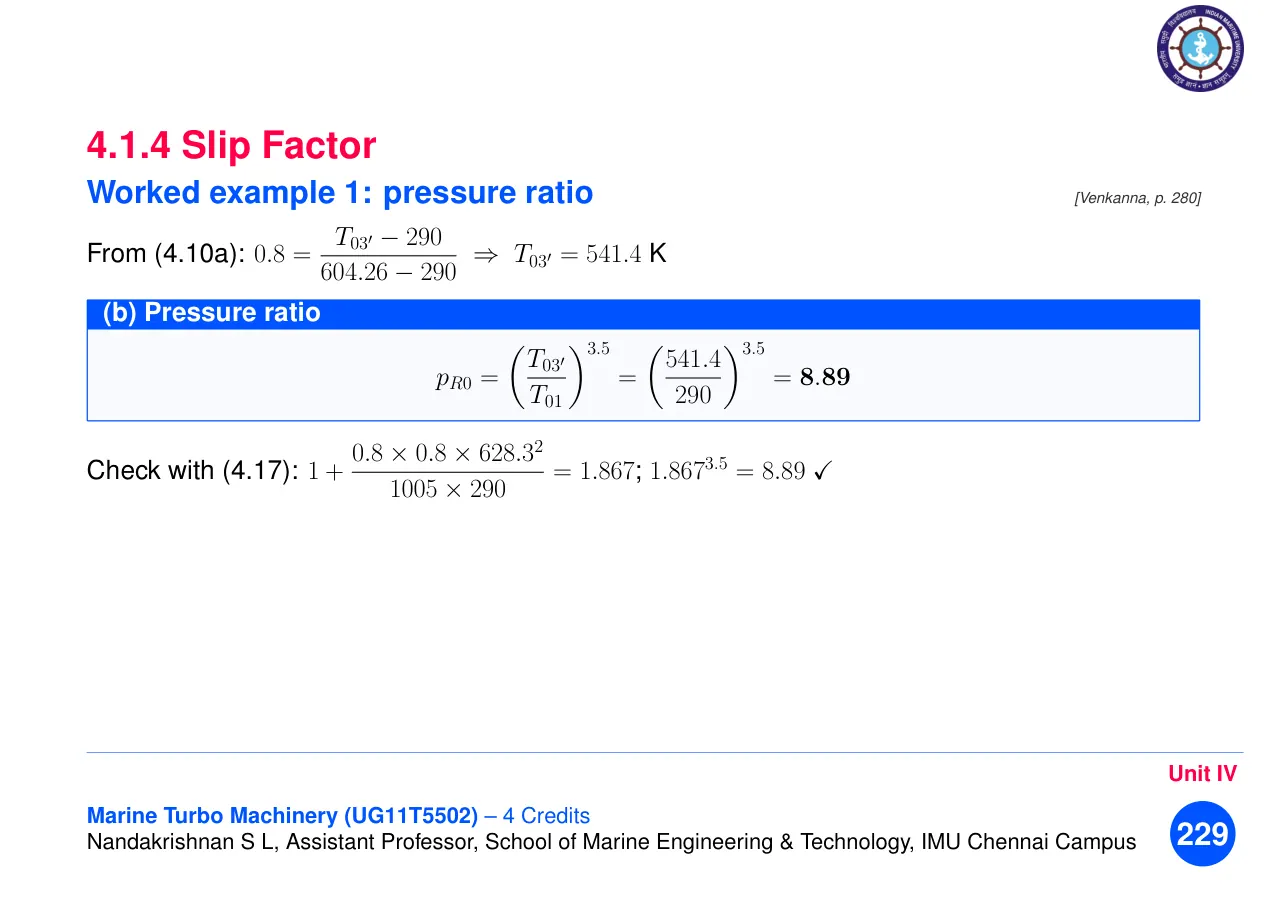 INDIAN MARITIME UNIVERSITY
4.1.4 Slip Factor
Worked example 1: pressure ratio
[Venkanna, p. 280]
From (4.10a): 0.8 = (T₀₃′ − 290)/(604.26 − 290) ⇒ T₀₃′ = 541.4 K
(b) Pressure ratio
p_R0 = (T₀₃′/T₀₁)^3.5 = (541.4/290)^3.5 = 8.89
Check with (4.17): 1 + (0.8 × 0.8 × 628.3²)/(1005 × 290) = 1.867; 1.867^3.5 = 8.89 ✓
Unit IV
Marine Turbo Machinery (UG11T5502) – 4 Credits
Nandakrishnan S L, Assistant Professor, School of Marine Engineering & Technology, IMU Chennai Campus
229